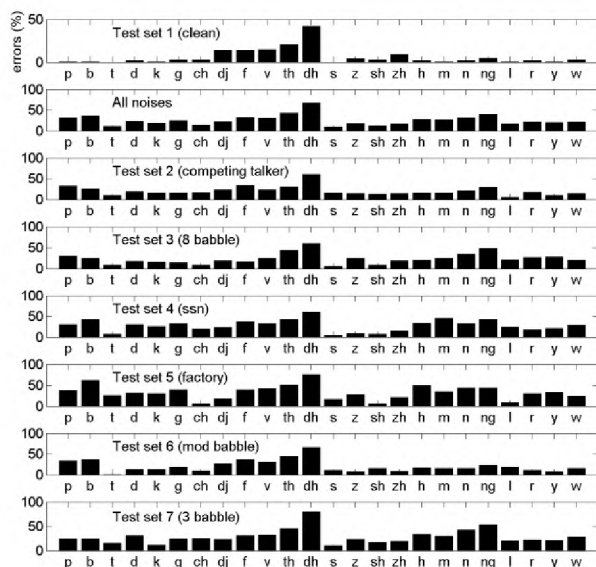 errors (%)
50
Test set 1 (clean)
0
p b t d k g ch dj f v th dh s z sh zh h m n ng l r y w
100
All noises
50
0
p b t d k g ch dj f v th dh s z sh zh h m n ng l r y w
100
Test set 2 (competing talker)
50
0
p b t d k g ch dj f v th dh s z sh zh h m n ng l r y w
100
Test set 3 (8 babble)
50
0
p b t d k g ch dj f v th dh s z sh zh h m n ng l r y w
100
Test set 4 (ssn)
50
0
p b t d k g ch dj f v th dh s z sh zh h m n ng l r y w
100
Test set 5 (factory)
50
0
p b t d k g ch dj f v th dh s z sh zh h m n ng l r y w
100
Test set 6 (mod babble)
50
0
p b t d k g ch dj f v th dh s z sh zh h m n ng l r y w
100
Test set 7 (3 babble)
50
0
p b t d k g ch dj f v th dh s z sh zh h m n ng l r y w